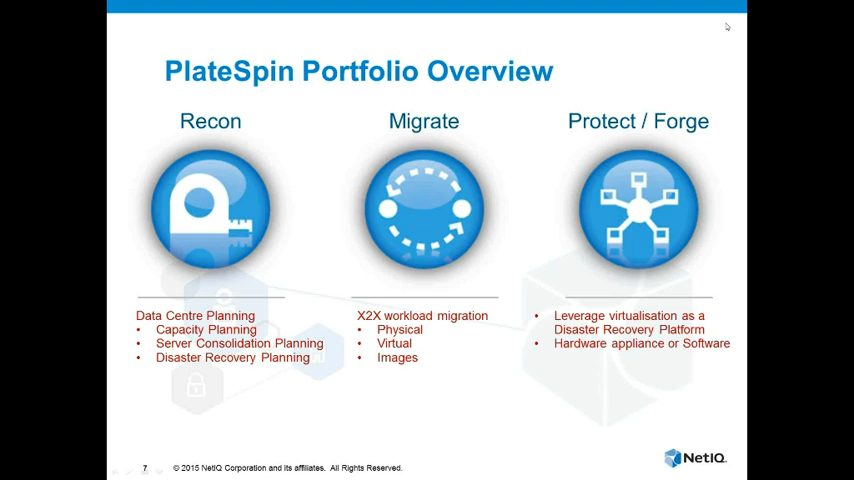 PlateSpin Portfolio Overview
Recon
Migrate
Protect / Forge
Data Centre Planning
• Capacity Planning
• Server Consolidation Planning
• Disaster Recovery Planning
X2X workload migration
• Physical
• Virtual
• Images
• Leverage virtualisation as a
Disaster Recovery Platform
• Hardware appliance or Software
7
© 2015 NetIQ Corporation and its affiliates. All Rights Reserved.
NetIQ.